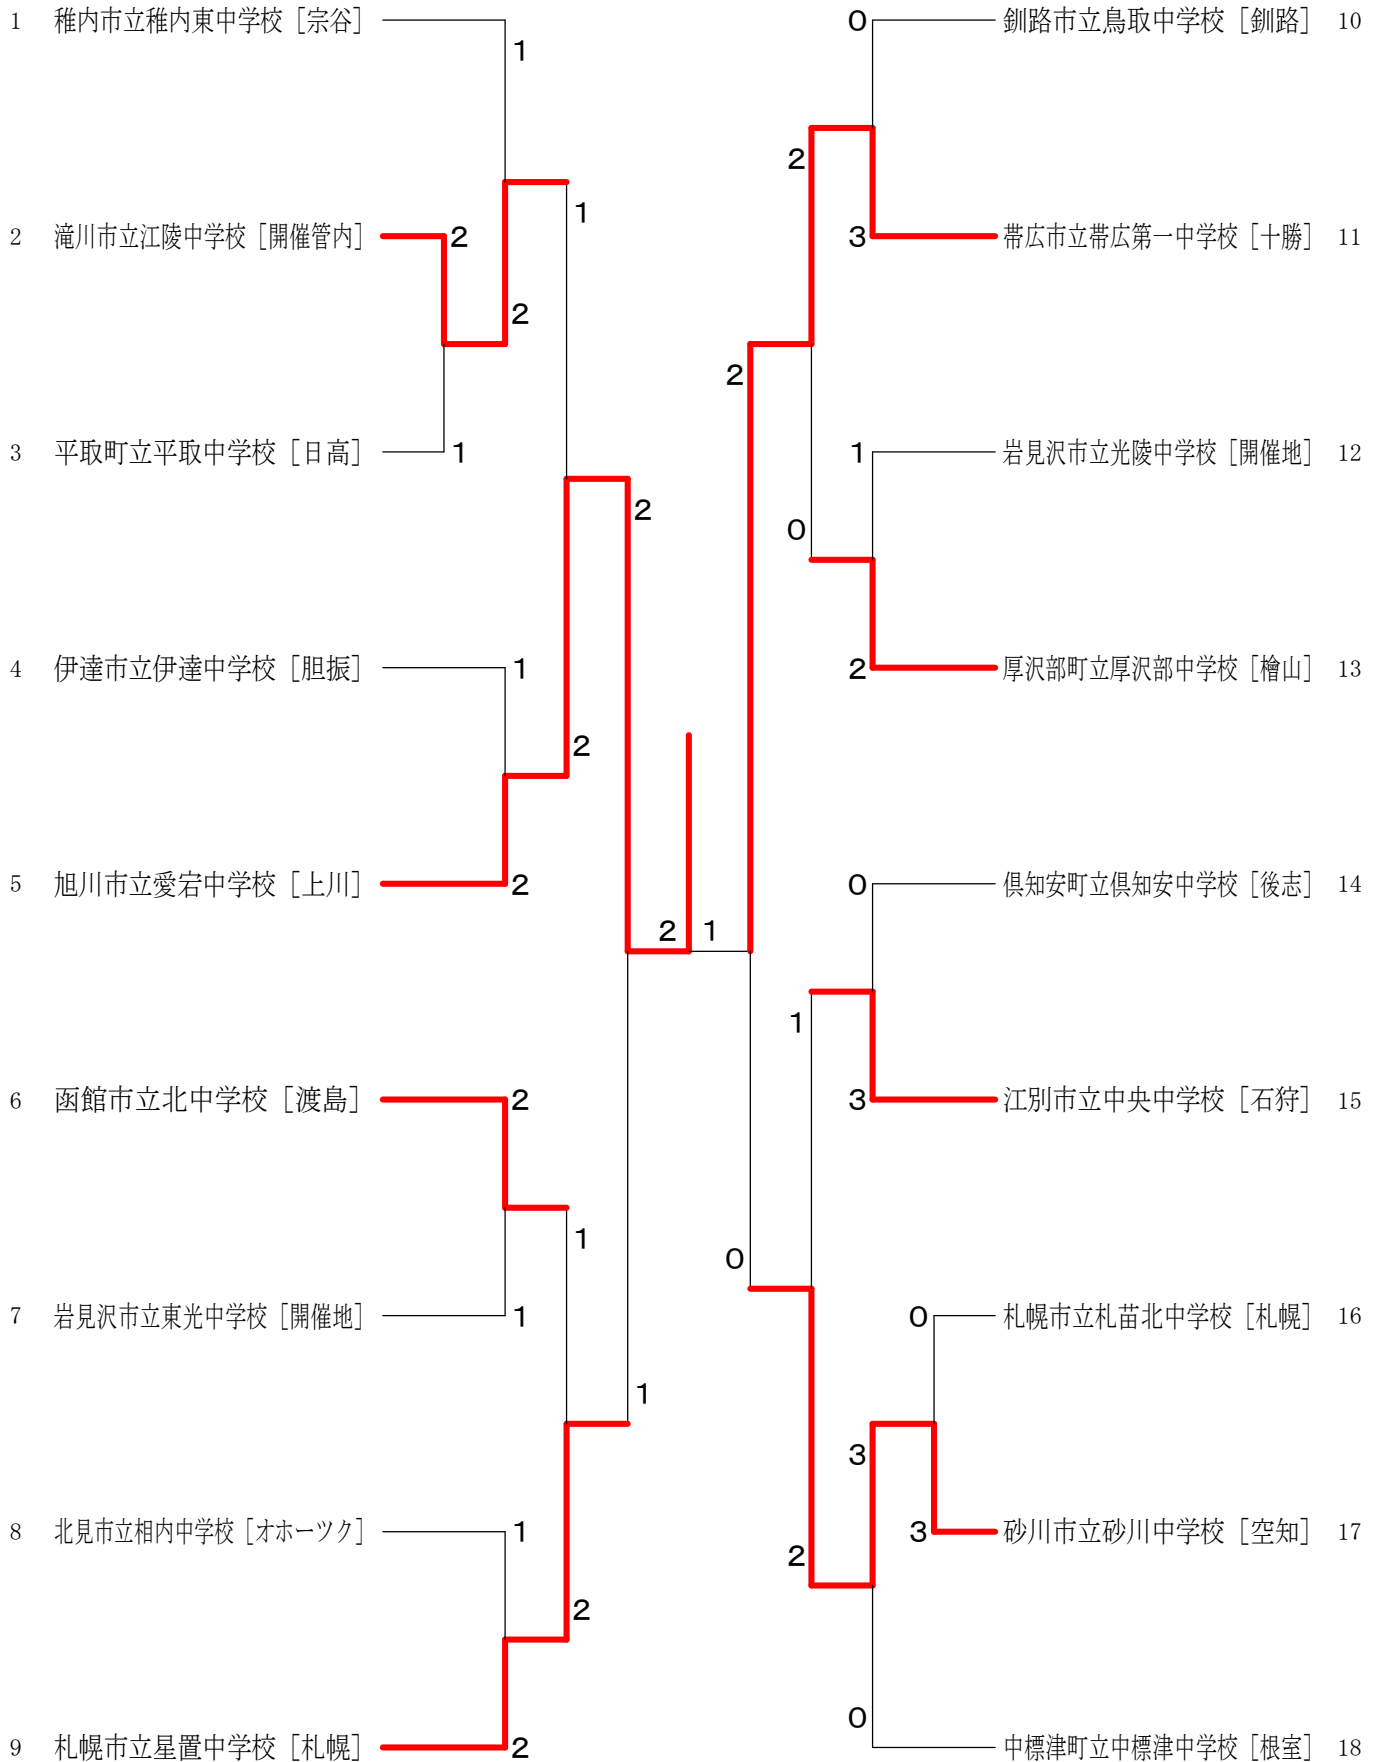 1 稚内市立稚内東中学校［宗谷］
1
2 滝川市立江陵中学校［開催管内］
2
2
1
3 平取町立平取中学校［日高］
1
2
4 伊達市立伊達中学校［胆振］
1
2
5 旭川市立愛宕中学校［上川］
2
2
1
6 函館市立北中学校［渡島］
2
1
7 岩見沢市立東光中学校［開催地］
1
1
8 北見市立相内中学校［オホーツク］
1
2
9 札幌市立星置中学校［札幌］
2
0
釧路市立鳥取中学校［釧路］ 10
2
3
帯広市立帯広第一中学校［十勝］ 11
2
1
岩見沢市立光陵中学校［開催地］ 12
0
2
厚沢部町立厚沢部中学校［檜山］ 13
0
倶知安町立倶知安中学校［後志］ 14
1
3
江別市立中央中学校［石狩］ 15
0
0
札幌市立札苗北中学校［札幌］ 16
3
3
砂川市立砂川中学校［空知］ 17
2
0
中標津町立中標津中学校［根室］ 18